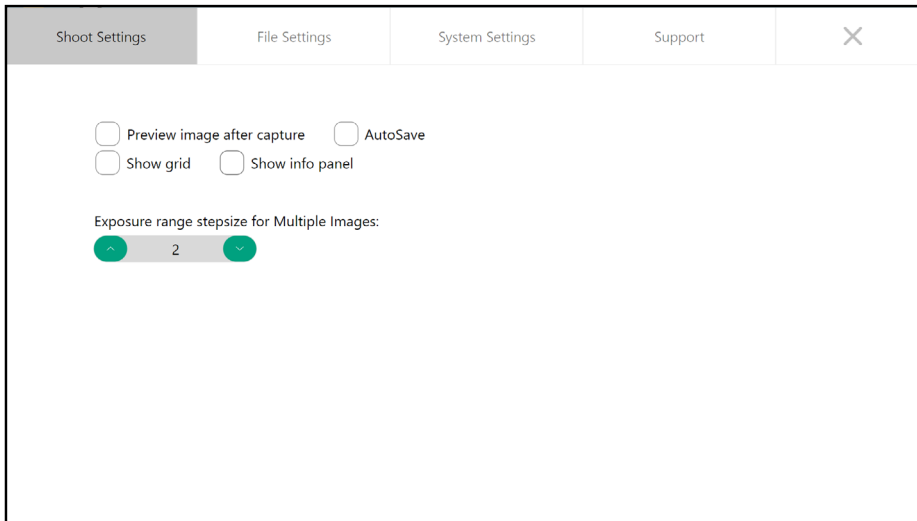 Shoot Settings File Settings System Settings Support
Preview image after capture AutoSave
Show grid Show info panel
Exposure range stepsize for Multiple Images:
2